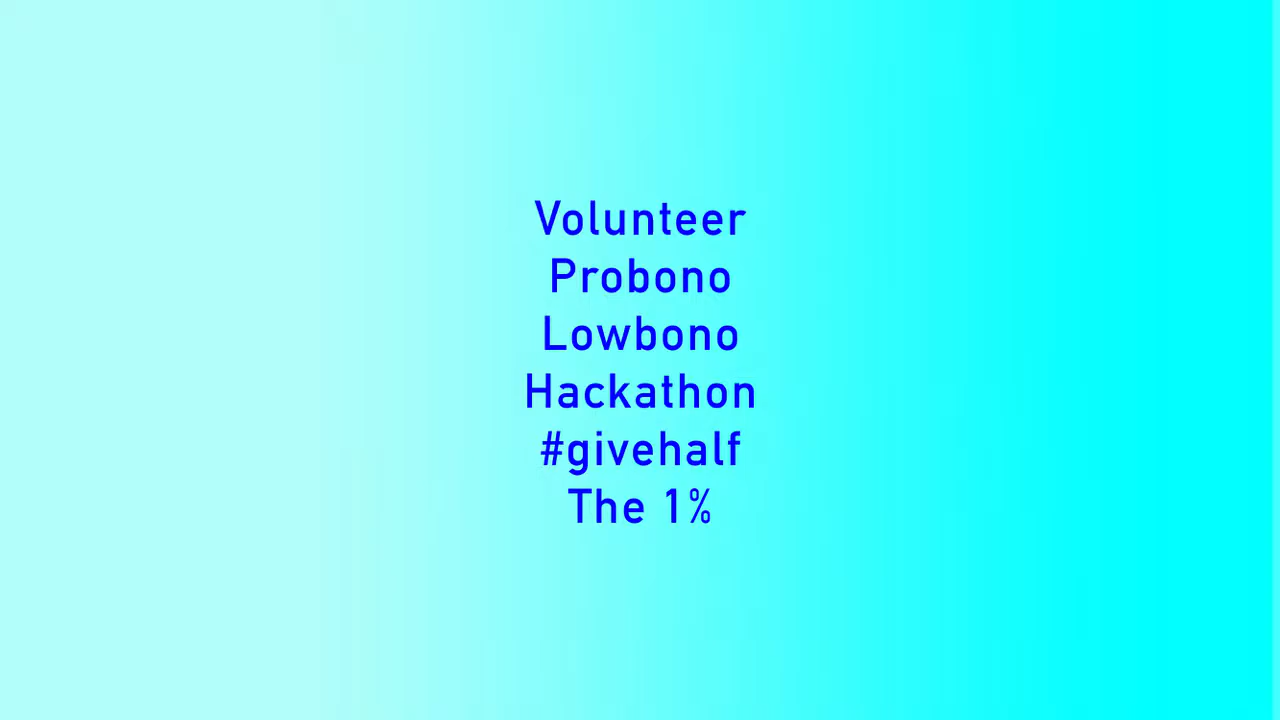 Volunteer
Probono
Lowbono
Hackathon
#givehalf
The 1%